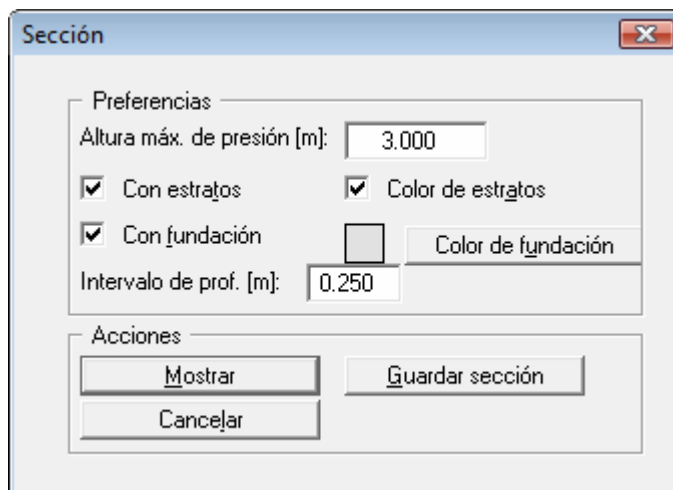 Sección
Preferencias
Altura máx. de presión [m]: 3.000
Con estratos Color de estratos
Con fundación Color de fundación
Intervalo de prof. [m]: 0.250
Acciones
Mostrar Guardar sección
Cancelar